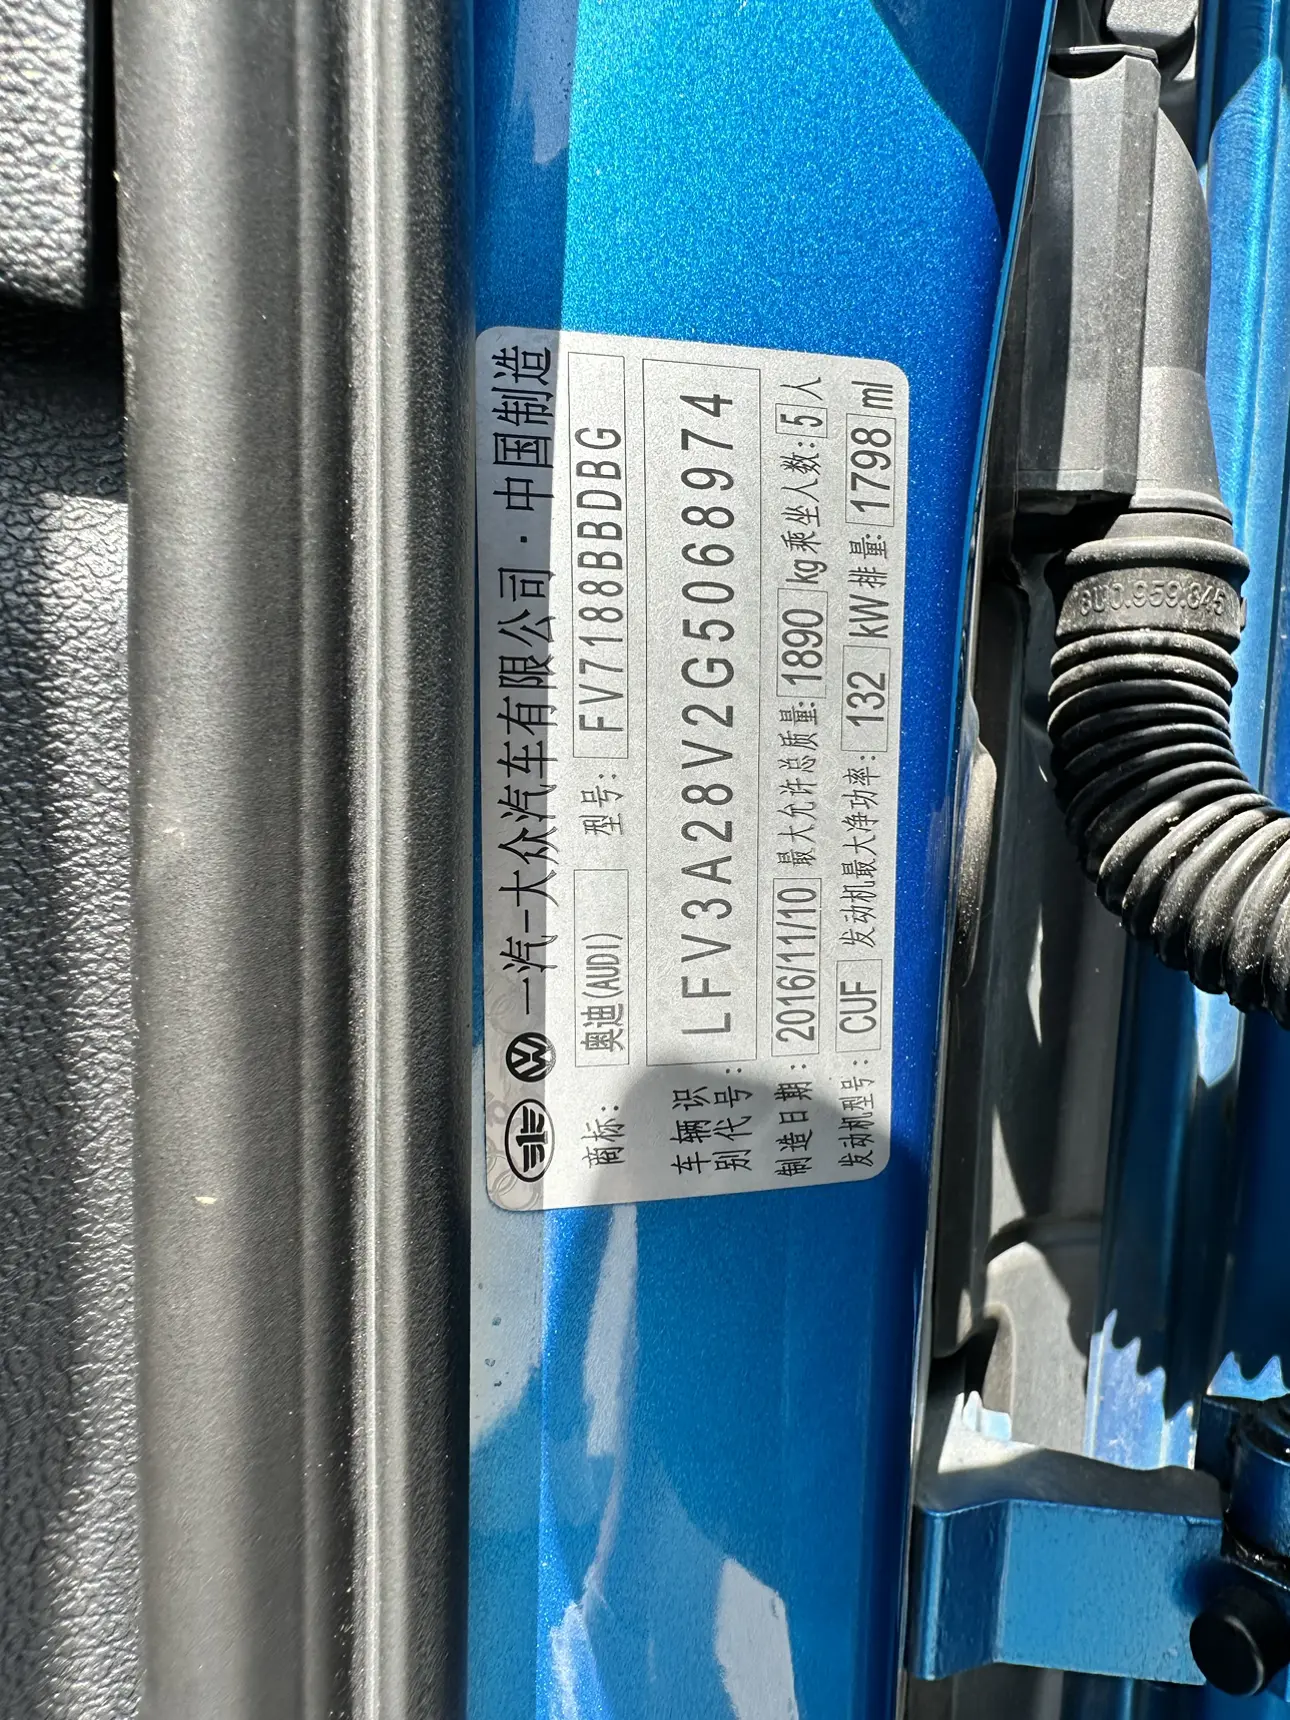 一汽-大众汽车有限公司·中国制造
商标: 奥迪(AUDI) 型号: FV7188BBDBG
车辆识别代号: LFV3A28V2G5068974
制造日期: 2016/11/10 最大允许总质量: 1890 kg 乘坐人数: 5 人
发动机型号: CUF 发动机最大净功率: 132 kW 排量: 1798 ml
8U0.959.845